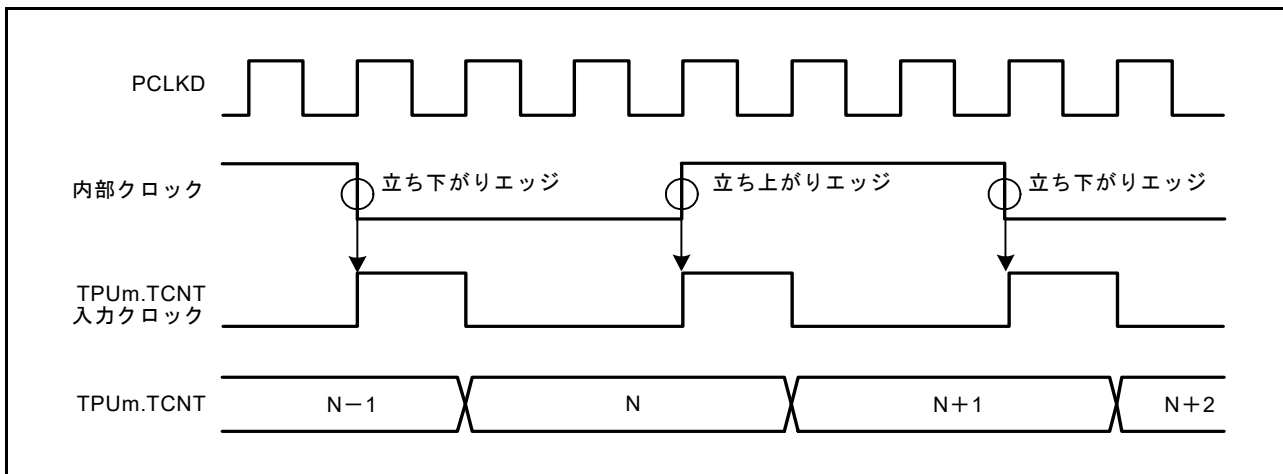 PCLKD
内部クロック
立ち下がりエッジ
立ち上がりエッジ
立ち下がりエッジ
TPUm.TCNT
入力クロック
TPUm.TCNT
N−1
N
N+1
N+2